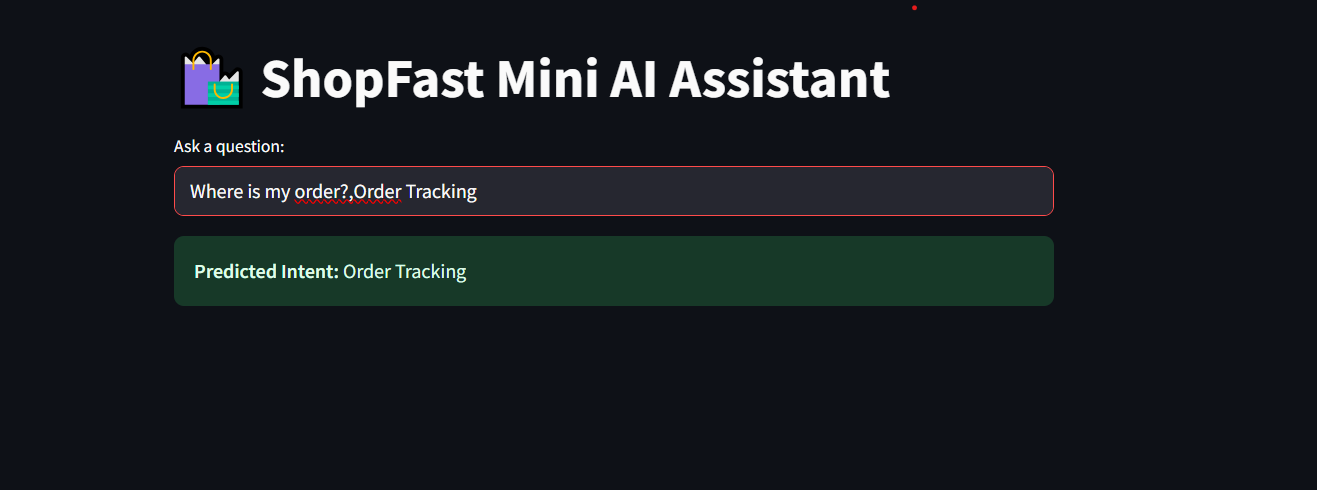 ShopFast Mini AI Assistant
Ask a question:
Where is my order?,Order Tracking
Predicted Intent: Order Tracking